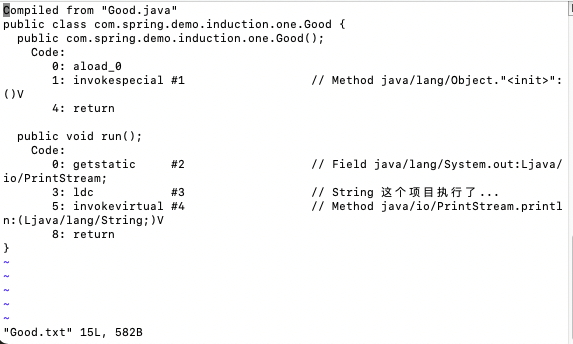 Compiled from "Good.java"
public class com.spring.demo.induction.one.Good {
  public com.spring.demo.induction.one.Good();
    Code:
       0: aload_0
       1: invokespecial #1                  // Method java/lang/Object."<init>":
()V
       4: return

  public void run();
    Code:
       0: getstatic     #2                  // Field java/lang/System.out:Ljava/
io/PrintStream;
       3: ldc           #3                  // String 这个项目执行了...
       5: invokevirtual #4                  // Method java/io/PrintStream.printl
n:(Ljava/lang/String;)V
       8: return
}
~
~
~
~
~
"Good.txt" 15L, 582B